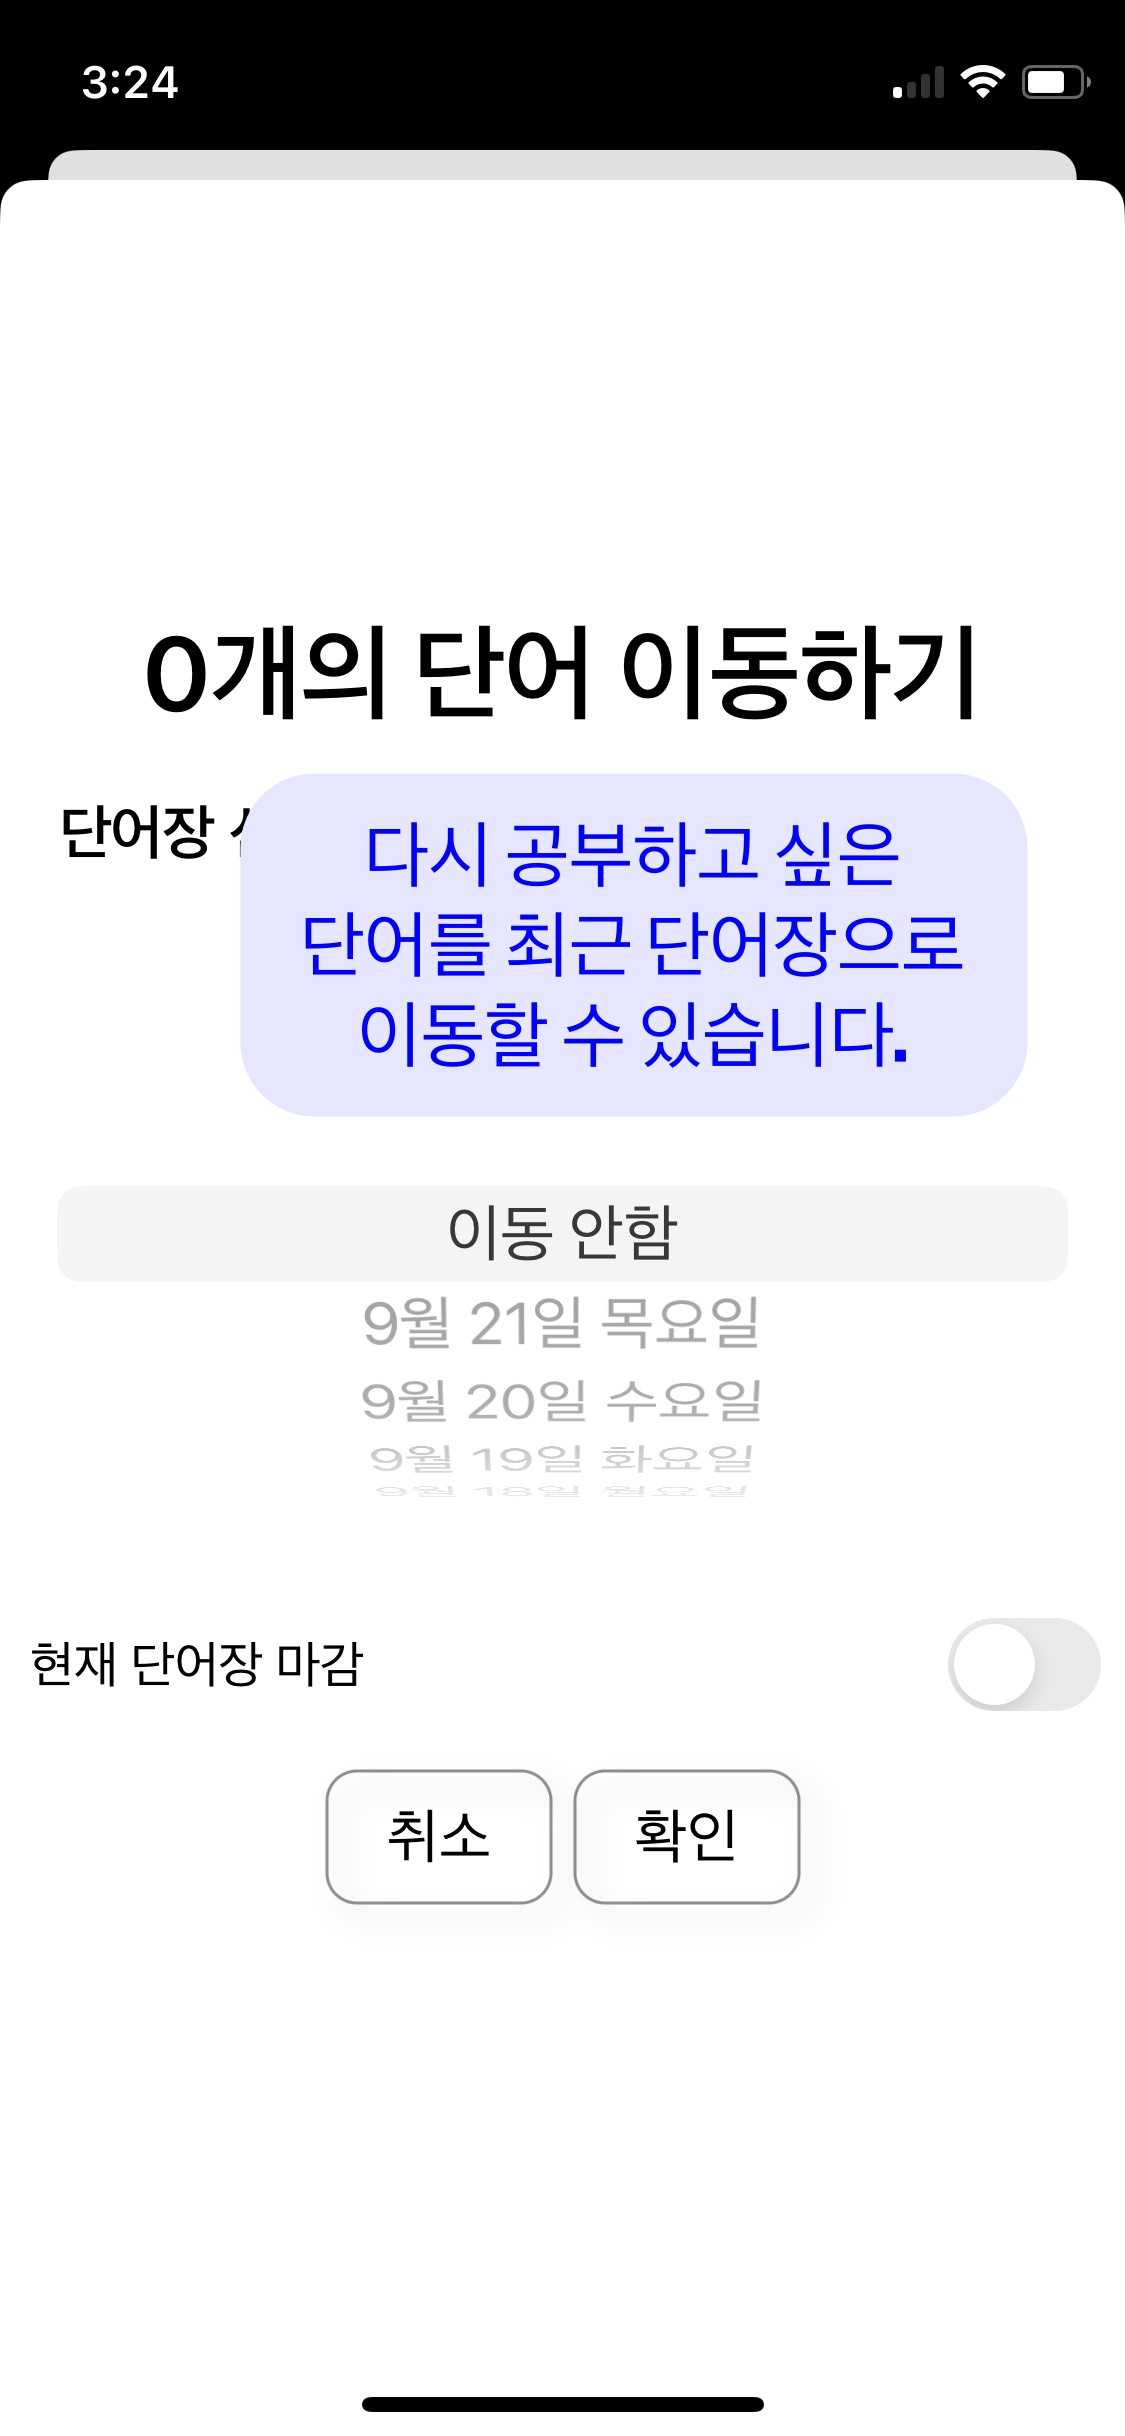 3:24
0개의 단어 이동하기
단어장
다시 공부하고 싶은
단어를 최근 단어장으로
이동할 수 있습니다.
이동 안함
9월 21일 목요일
9월 20일 수요일
9월 19일 화요일
9월 18일 월요일
현재 단어장 마감
취소
확인